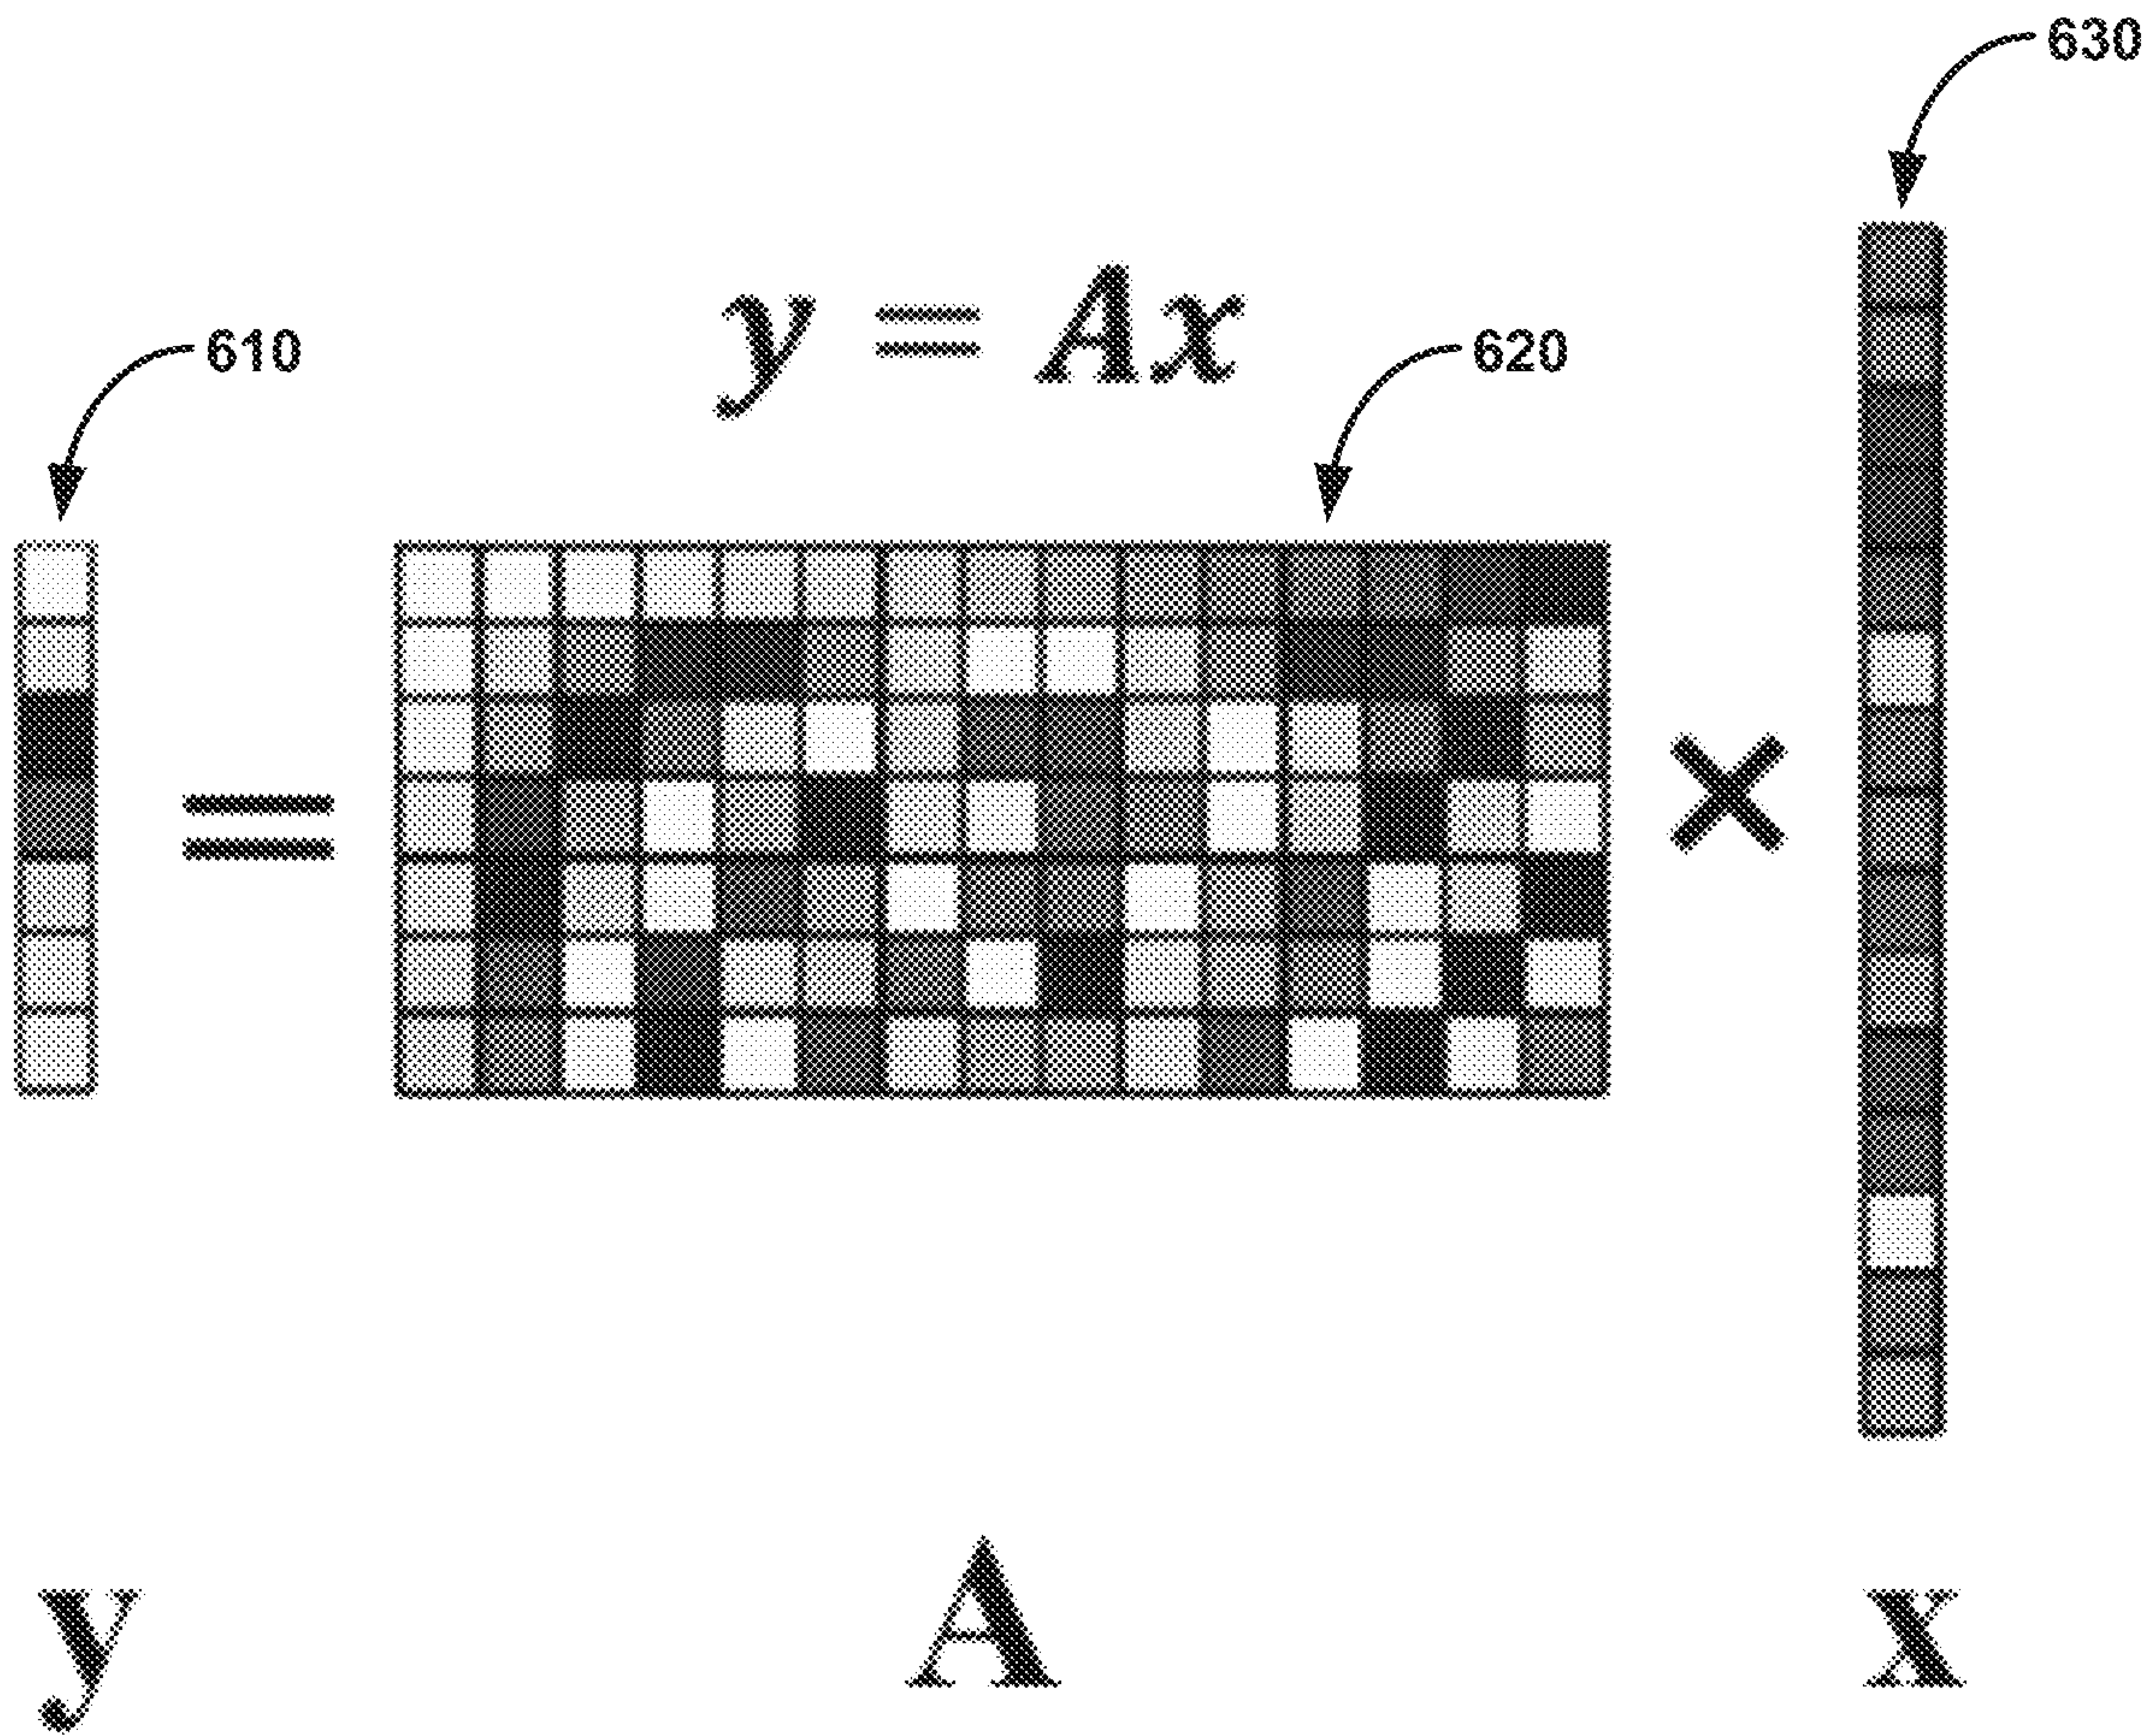 630
y = Ax
610
620
= ×
y A x